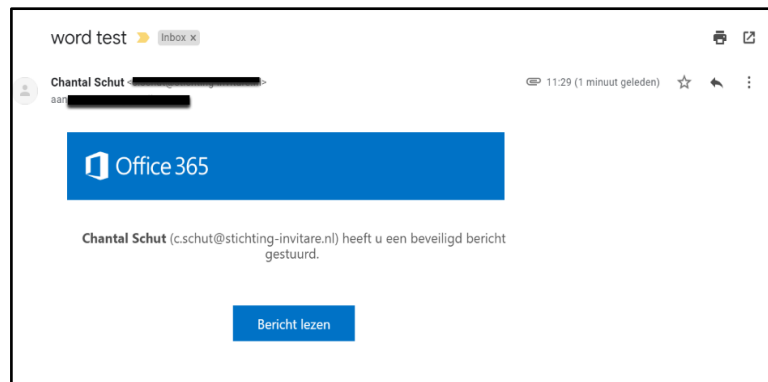 word test Inbox x
Chantal Schut < > 11:29 (1 minuut geleden)
aan
Office 365
Chantal Schut (c.schut@stichting-invitare.nl) heeft u een beveiligd bericht
gestuurd.
Bericht lezen